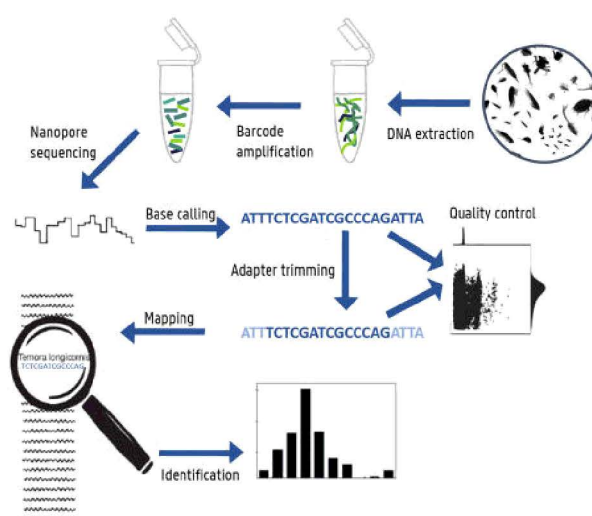 DNA extraction
Barcode
amplification
Nanopore
sequencing
Base calling
ATTTCTCGATCGCCCAGATTA
Quality control
Adapter trimming
ATTTCTCGATCGCCCAGATTA
Mapping
Temora longicornis
TCTCGATCGCCCAG
Identification